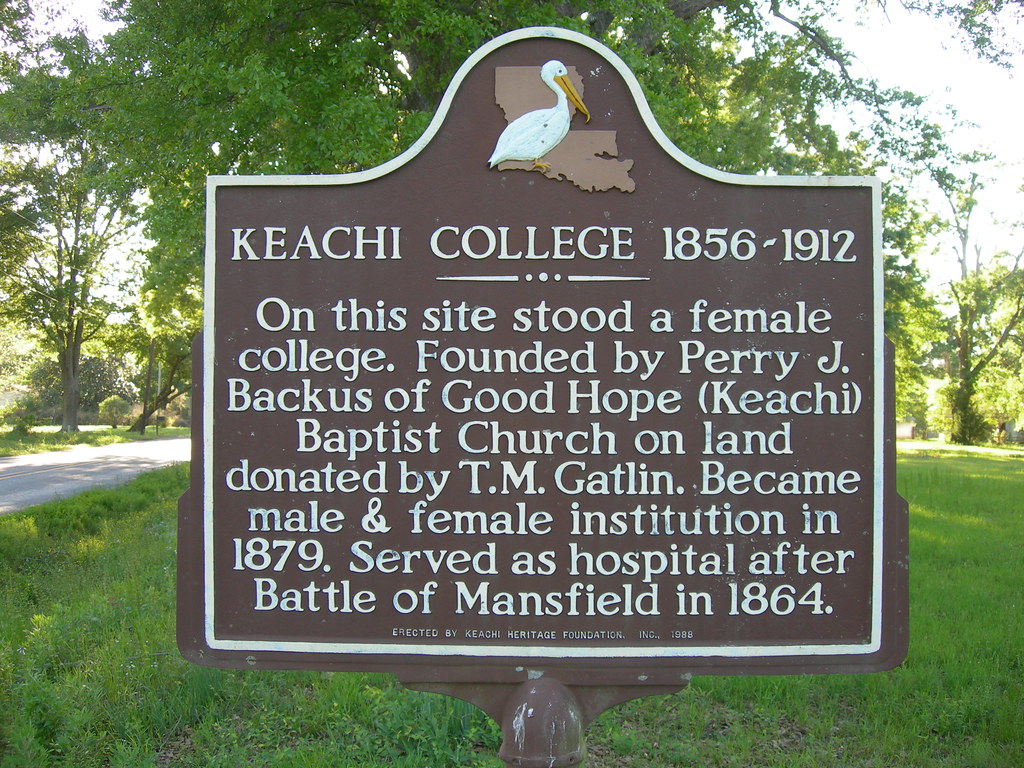 KEACHI COLLEGE 1856-1912
On this site stood a female
college. Founded by Perry J.
Backus of Good Hope (Keachi)
Baptist Church on land
donated by T.M. Gatlin. Became
male & female institution in
1879. Served as hospital after
Battle of Mansfield in 1864.
ERECTED BY KEACHI HERITAGE FOUNDATION, INC., 1988